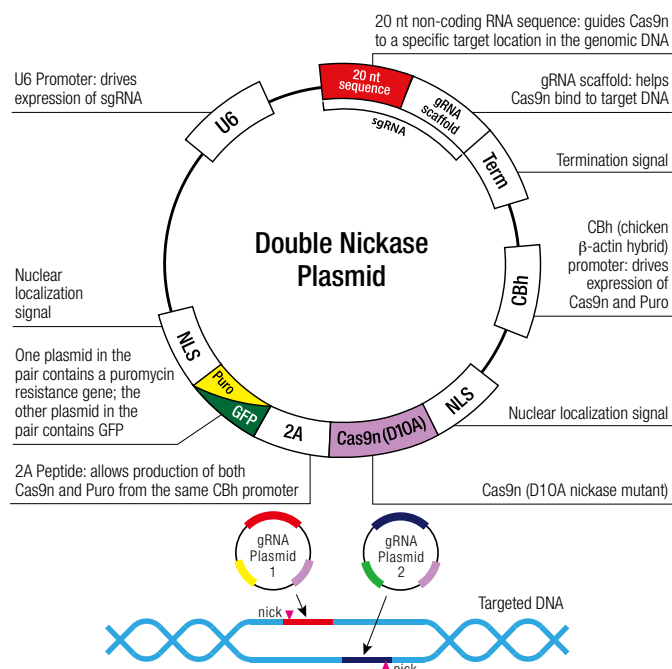 20 nt non-coding RNA sequence: guides Cas9n
to a specific target location in the genomic DNA
U6 Promoter: drives
expression of sgRNA
gRNA scaffold: helps
Cas9n bind to target DNA
20 nt
sequence
gRNA
scaffold
sgRNA
U6
Term
Termination signal
Double Nickase
Plasmid
CBh (chicken
β-actin hybrid)
promoter: drives
expression of
Cas9n and Puro
CBh
Nuclear
localization
signal
NLS
One plasmid in the
pair contains a puromycin
resistance gene; the
other plasmid in the
pair contains GFP
Puro
GFP
2A
Cas9n (D10A)
NLS
Nuclear localization signal
2A Peptide: allows production of both
Cas9n and Puro from the same CBh promoter
Cas9n (D10A nickase mutant)
gRNA
Plasmid
1
gRNA
Plasmid
2
nick
Targeted DNA
nick